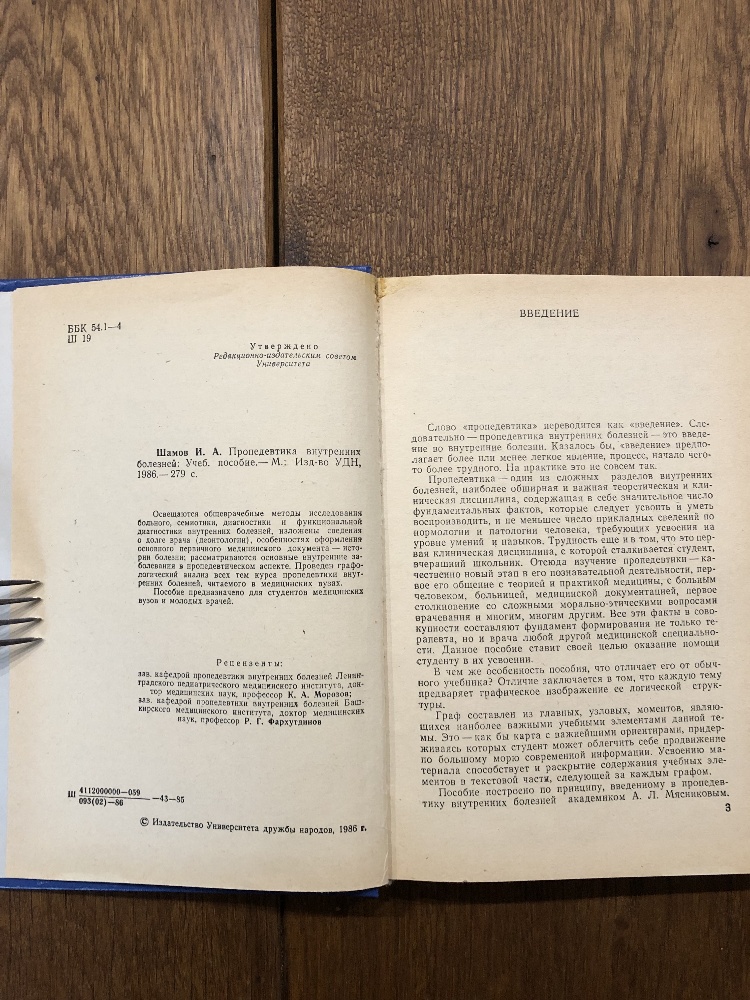 ББК 54.1—4
Ш 19
Утверждено
Редакционно-издательским советом
Университета
Шамов И. А. Пропедевтика внутренних
болезней: Учеб. пособие.— М.: Изд-во УДН,
1986.— 279 с.
Освещаются общеврачебные методы исследования
больного, семиотики, диагностики и функциональной
диагностики внутренних болезней, изложены сведения
о долге врача (деонтологии), особенностях оформления
основного первичного медицинского документа — исто-
рии болезни; рассматриваются основные внутренние за-
болевания в пропедевтическом аспекте. Проведен графо-
логический анализ всех тем курса пропедевтики внут-
ренних болезней, читаемого в медицинских вузах.
Пособие предназначено для студентов медицинских
вузов и молодых врачей.
Рецензенты:
зав. кафедрой пропедевтики внутренних болезней Ленин-
градского педиатрического медицинского института, док-
тор медицинских наук, профессор К. А. Морозов;
зав. кафедрой пропедевтики внутренних болезней Баш-
кирского медицинского института, доктор медицинских
наук, профессор Р. Г. Фархутдинов
Ш 4112000000—059
093(02)—86 —43—85
© Издательство Университета дружбы народов, 1986 г.
ВВЕДЕНИЕ
Слово «пропедевтика» переводится как «введение». Сле-
довательно — пропедевтика внутренних болезней — это введе-
ние во внутренние болезни. Казалось бы, «введение» предпо-
лагает более или менее легкое явление, процесс, начало чего-
то более трудного. На практике это не совсем так.
Пропедевтика — один из сложных разделов внутренних
болезней, наиболее обширная и важная теоретическая и кли-
ническая дисциплина, содержащая в себе значительное число
фундаментальных фактов, которые следует усвоить и уметь
воспроизводить, и не меньшее число прикладных сведений по
нормологии и патологии человека, требующих усвоения на
уровне умений и навыков. Трудность еще и в том, что это пер-
вая клиническая дисциплина, с которой сталкивается студент,
вчерашний школьник. Отсюда изучение пропедевтики — ка-
чественно новый этап в его познавательной деятельности, пер-
вое его общение с теорией и практикой медицины, с больным
человеком, больницей, медицинской документацией, первое
столкновение со сложными морально-этическими вопросами
врачевания и многим, многим другим. Все эти факты в сово-
купности составляют фундамент формирования не только те-
рапевта, но и врача любой другой медицинской специально-
сти. Данное пособие ставит своей целью оказание помощи
студенту в их усвоении.
В чем же особенность пособия, что отличает его от обыч-
ного учебника? Отличие заключается в том, что каждую тему
предваряет графическое изображение ее логической струк-
туры.
Граф составлен из главных, узловых, моментов, являю-
щихся наиболее важными учебными элементами данной те-
мы. Это — как бы карта с важнейшими ориентирами, придер-
живаясь которых студент может облегчить себе продвижение
по большому морю современной информации. Усвоению ма-
териала способствует и раскрытие содержания учебных эле-
ментов в текстовой части, следующей за каждым графом.
Пособие построено по принципу, введенному в пропедев-
тику внутренних болезней академиком А. Л. Мясниковым.
3